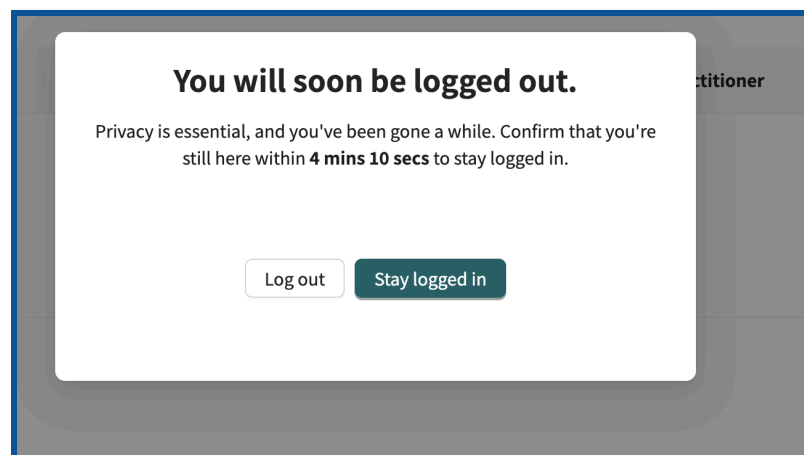 You will soon be logged out.
Privacy is essential, and you've been gone a while. Confirm that you're
still here within 4 mins 10 secs to stay logged in.
Log out
Stay logged in
ctitioner